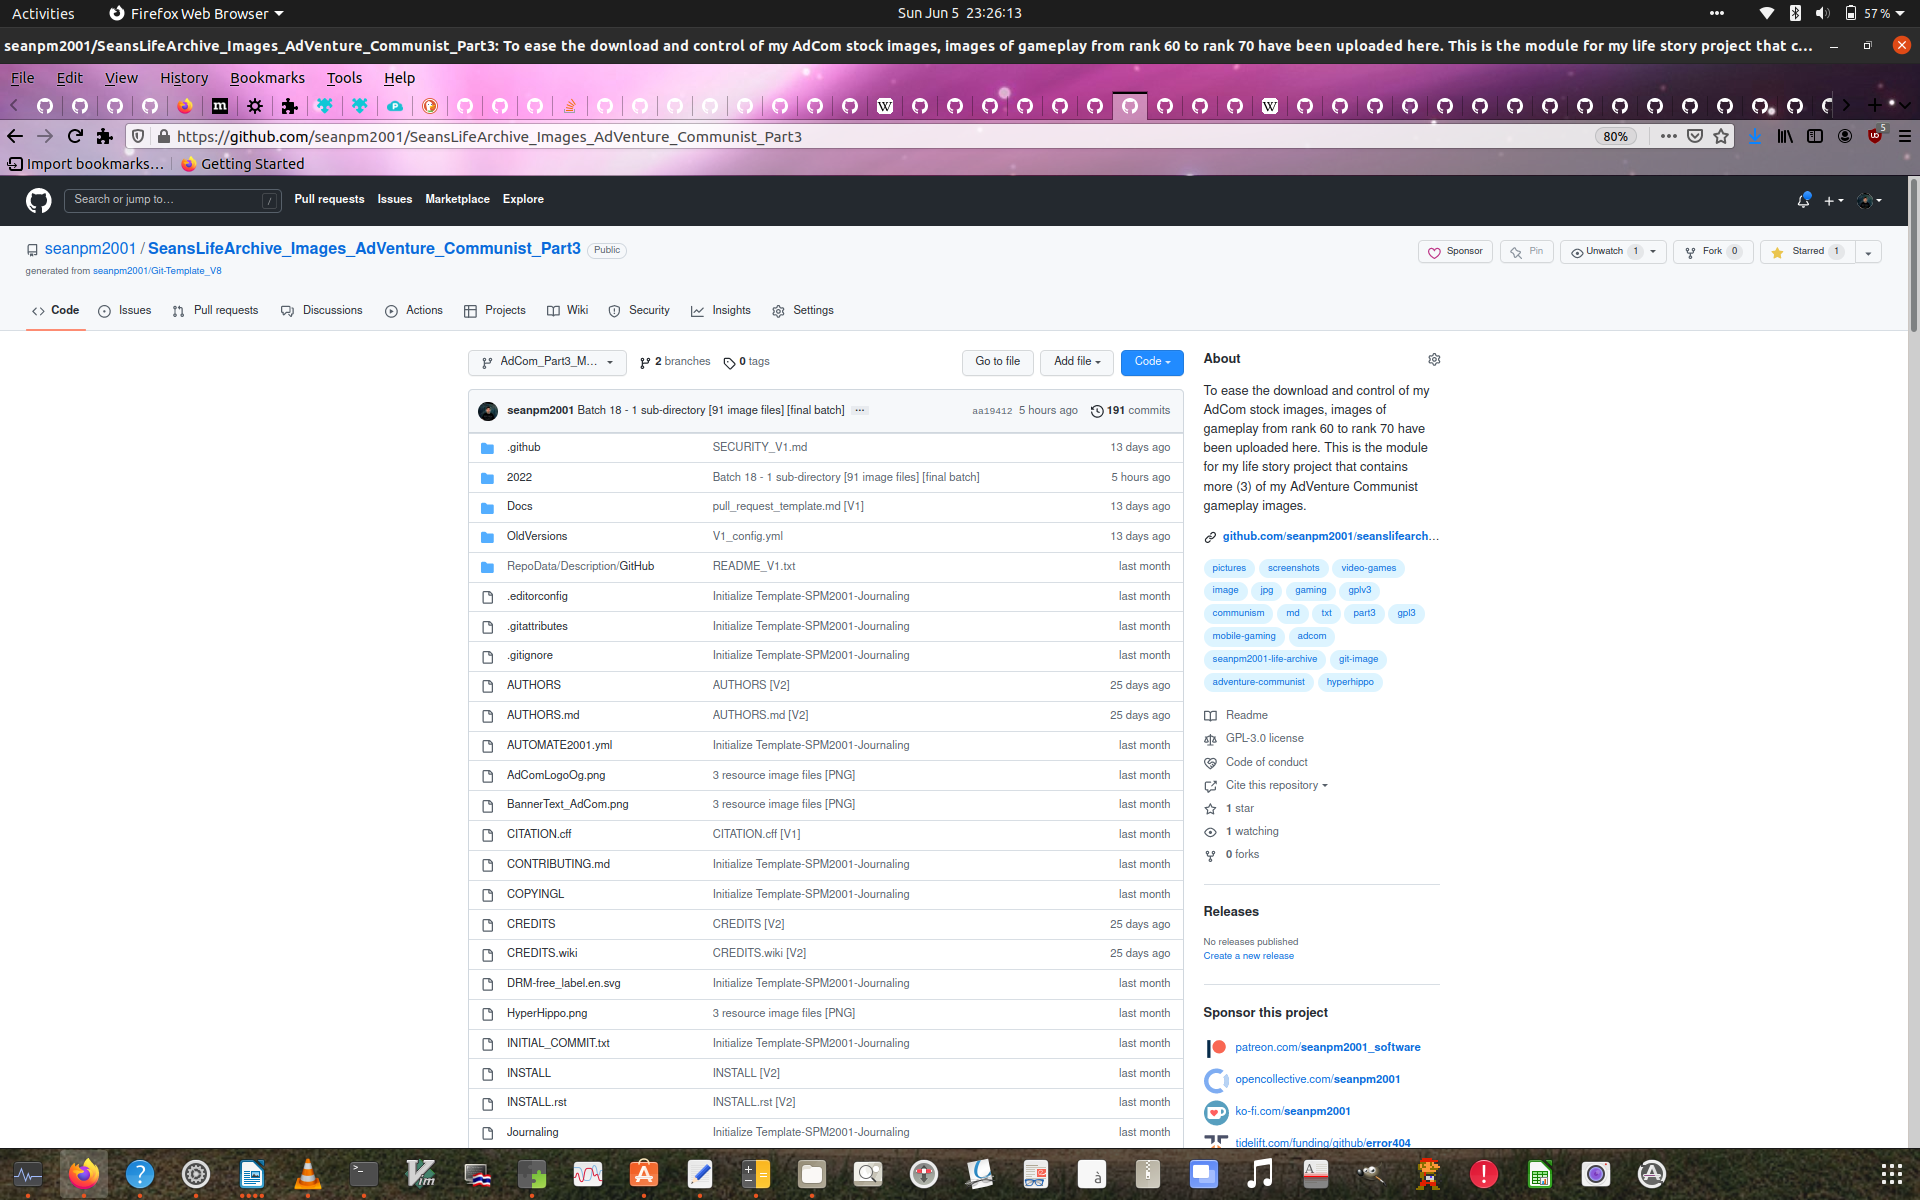 Activities
Firefox Web Browser
Sun Jun 5 23:26:13
57 %
seanpm2001/SeansLifeArchive_Images_AdVenture_Communist_Part3: To ease the download and control of my AdCom stock images, images of gameplay from rank 60 to rank 70 have been uploaded here. This is the module for my life story project that c...
File Edit View History Bookmarks Tools Help
https://github.com/seanpm2001/SeansLifeArchive_Images_AdVenture_Communist_Part3
80%
5
Import bookmarks...
Getting Started
Search or jump to...
/
Pull requests Issues Marketplace Explore
seanpm2001 / SeansLifeArchive_Images_AdVenture_Communist_Part3 Public
generated from seanpm2001/Git-Template_V8
Sponsor
Pin
Unwatch 1
Fork 0
Starred 1
Code
Issues
Pull requests
Discussions
Actions
Projects
Wiki
Security
Insights
Settings
AdCom_Part3_M...
2 branches
0 tags
Go to file
Add file
Code
seanpm2001 Batch 18 - 1 sub-directory [91 image files] [final batch] ...
aa19412 5 hours ago
191 commits
.github SECURITY_V1.md 13 days ago
2022 Batch 18 - 1 sub-directory [91 image files] [final batch] 5 hours ago
Docs pull_request_template.md [V1] 13 days ago
OldVersions V1_config.yml 13 days ago
RepoData/Description/GitHub README_V1.txt last month
.editorconfig Initialize Template-SPM2001-Journaling last month
.gitattributes Initialize Template-SPM2001-Journaling last month
.gitignore Initialize Template-SPM2001-Journaling last month
AUTHORS AUTHORS [V2] 25 days ago
AUTHORS.md AUTHORS.md [V2] 25 days ago
AUTOMATE2001.yml Initialize Template-SPM2001-Journaling last month
AdComLogoOg.png 3 resource image files [PNG] last month
BannerText_AdCom.png 3 resource image files [PNG] last month
CITATION.cff CITATION.cff [V1] last month
CONTRIBUTING.md Initialize Template-SPM2001-Journaling last month
COPYINGL Initialize Template-SPM2001-Journaling last month
CREDITS CREDITS [V2] 25 days ago
CREDITS.wiki CREDITS.wiki [V2] 25 days ago
DRM-free_label.en.svg Initialize Template-SPM2001-Journaling last month
HyperHippo.png 3 resource image files [PNG] last month
INITIAL_COMMIT.txt Initialize Template-SPM2001-Journaling last month
INSTALL INSTALL [V2] last month
INSTALL.rst INSTALL.rst [V2] last month
Journaling Initialize Template-SPM2001-Journaling last month
About
To ease the download and control of my
AdCom stock images, images of
gameplay from rank 60 to rank 70 have
been uploaded here. This is the module
for my life story project that contains
more (3) of my AdVenture Communist
gameplay images.
github.com/seanpm2001/seanslifearch...
pictures screenshots video-games
image jpg gaming gplv3
communism md txt part3 gpl3
mobile-gaming adcom
seanpm2001-life-archive git-image
adventure-communist hyperhippo
Readme
GPL-3.0 license
Code of conduct
Cite this repository
1 star
1 watching
0 forks
Releases
No releases published
Create a new release
Sponsor this project
patreon.com/seanpm2001_software
opencollective.com/seanpm2001
ko-fi.com/seanpm2001
tidelift.com/funding/github/error404